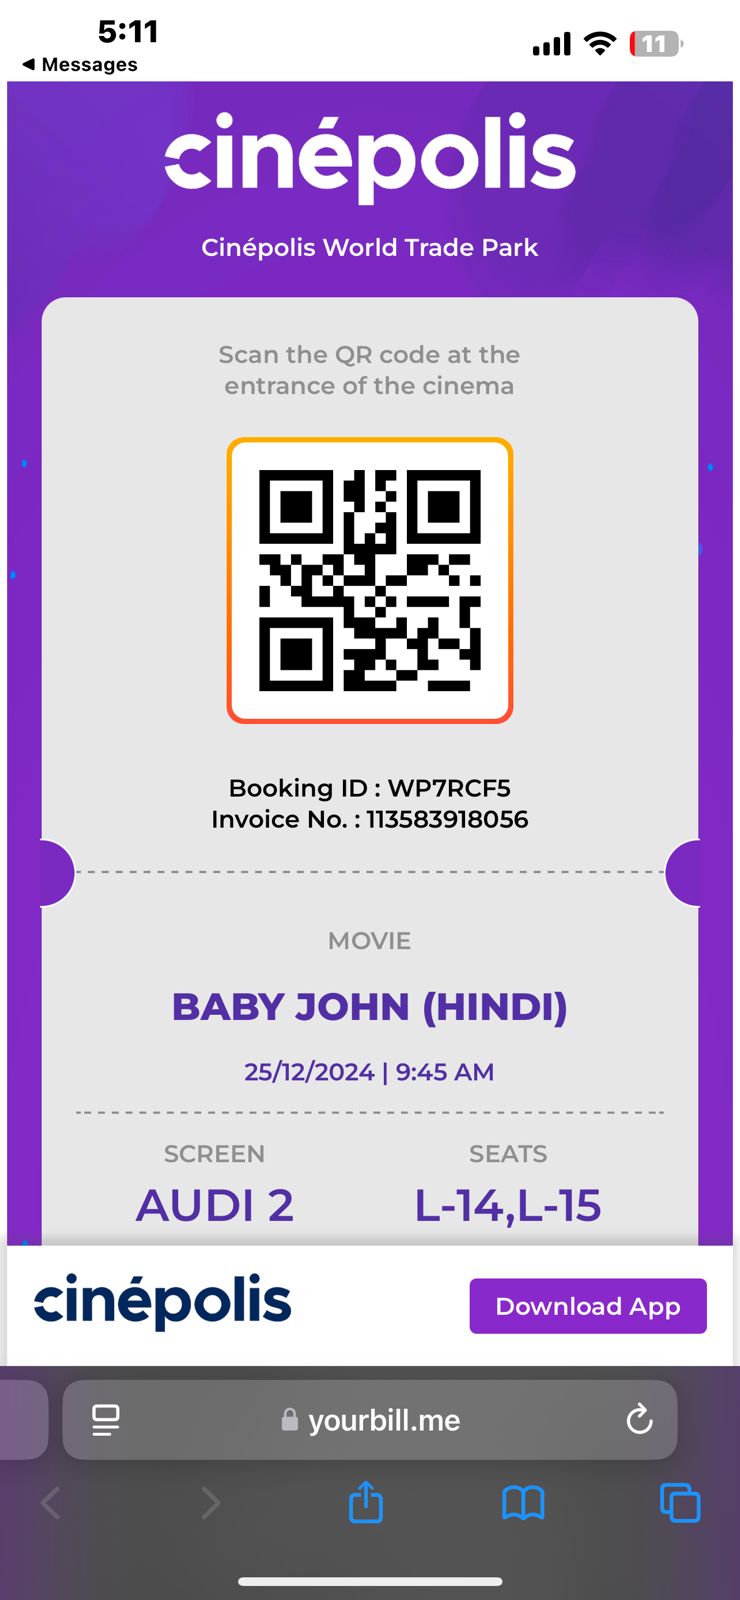 5:11
11
Messages
cinépolis
Cinépolis World Trade Park
Scan the QR code at the
entrance of the cinema
Booking ID : WP7RCF5
Invoice No. : 113583918056
MOVIE
BABY JOHN (HINDI)
25/12/2024 | 9:45 AM
SCREEN SEATS
AUDI 2 L-14,L-15
cinépolis Download App
yourbill.me